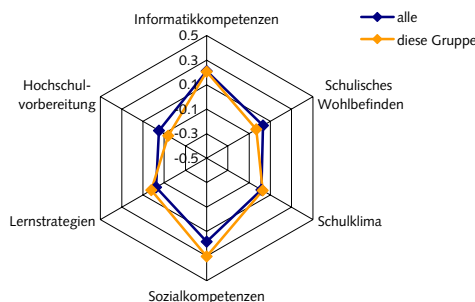 Informatikkompetenzen
alle
diese Gruppe
0.5
0.3
0.1
-0.1
-0.3
-0.5
Hochschul-
vorbereitung
Schulisches
Wohlbefinden
Lernstrategien
Schulklima
Sozialkompetenzen